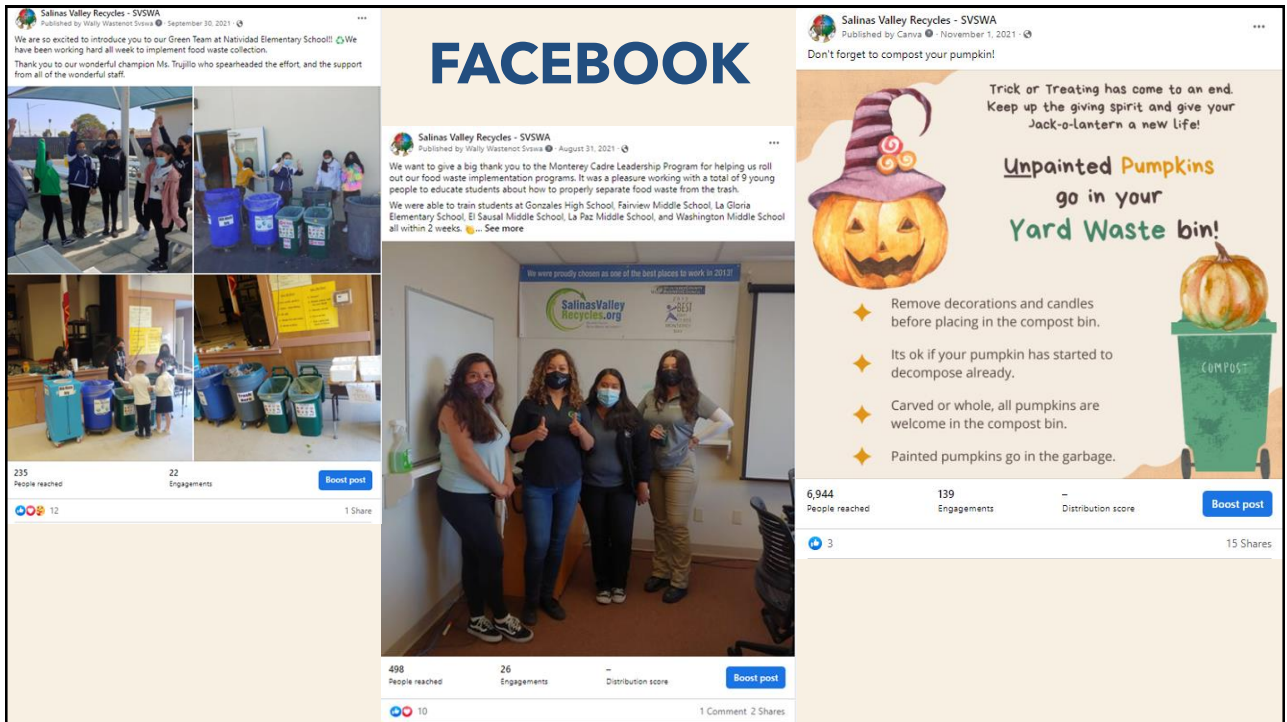 Salinas Valley Recycles - SVSWA
Published by Wally Wastenot Svswa · September 30, 2021 ·
We are so excited to introduce you to our Green Team at Natividad Elementary School!! ♻We
have been working hard all week to implement food waste collection.
Thank you to our wonderful champion Ms. Trujillo who spearheaded the effort, and the support
from all of the wonderful staff.
235
People reached
22
Engagements
Boost post
12
1 Share
FACEBOOK
Salinas Valley Recycles - SVSWA
Published by Wally Wastenot Svswa · August 31, 2021 ·
We want to give a big thank you to the Monterey Cadre Leadership Program for helping us roll
out our food waste implementation programs. It was a pleasure working with a total of 9 young
people to educate students about how to properly separate food waste from the trash.
We were able to train students at Gonzales High School, Fairview Middle School, La Gloria
Elementary School, El Sausal Middle School, La Paz Middle School, and Washington Middle School
all within 2 weeks. 👏... See more
We were proudly chosen as one of the best places to work in 2013!
SalinasValley
Recycles.org
BEST
498
People reached
26
Engagements
–
Distribution score
Boost post
10
1 Comment 2 Shares
Salinas Valley Recycles - SVSWA
Published by Canva · November 1, 2021 ·
Don't forget to compost your pumpkin!
Trick or Treating has come to an end.
Keep up the giving spirit and give your
Jack-o-lantern a new life!
Unpainted Pumpkins
go in your
Yard Waste bin!
Remove decorations and candles
before placing in the compost bin.
Its ok if your pumpkin has started to
decompose already.
Carved or whole, all pumpkins are
welcome in the compost bin.
Painted pumpkins go in the garbage.
COMPOST
6,944
People reached
139
Engagements
–
Distribution score
Boost post
3
15 Shares